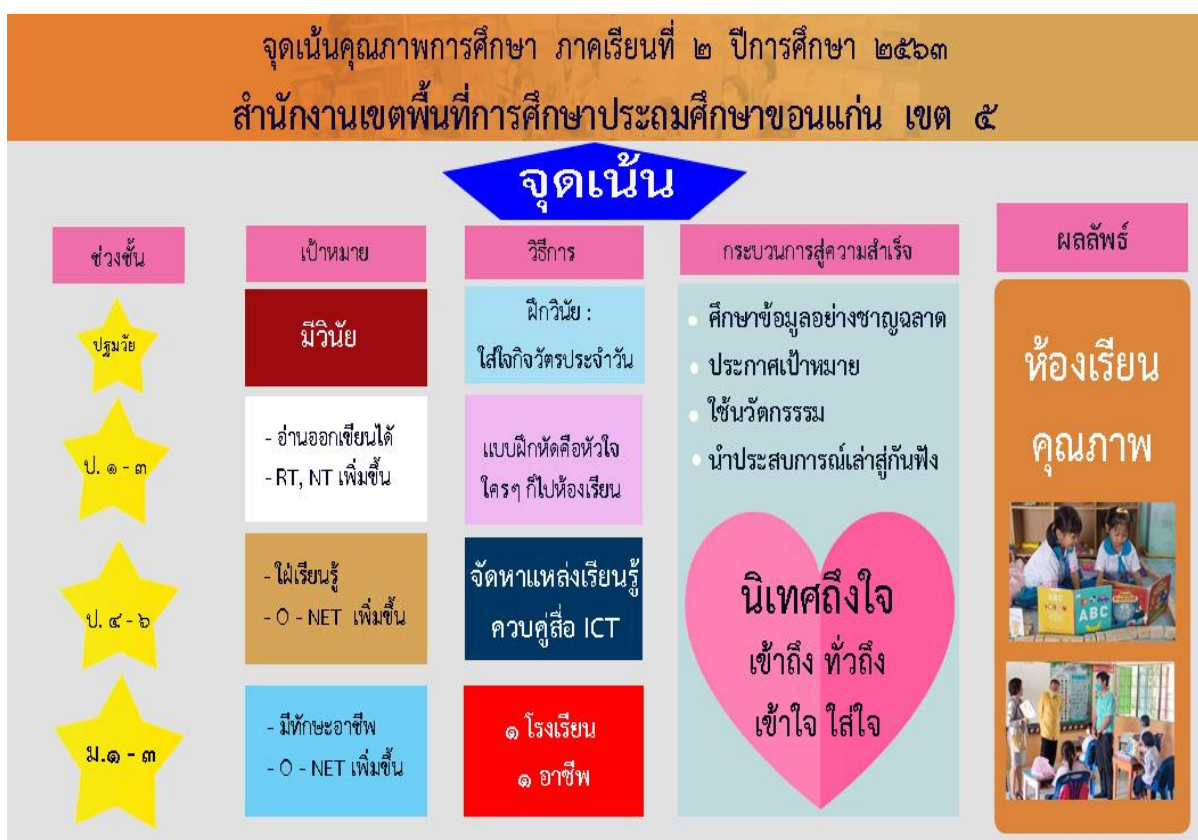 จุดเน้นคุณภาพการศึกษา ภาคเรียนที่ ๒ ปีการศึกษา ๒๕๖๓
สำนักงานเขตพื้นที่การศึกษาประถมศึกษาขอนแก่น เขต ๕
จุดเน้น
ช่วงชั้น
เป้าหมาย
วิธีการ
กระบวนการสู่ความสำเร็จ
ผลลัพธ์
ปฐมวัย
มีวินัย
ฝึกวินัย :
ใส่ใจกิจวัตรประจำวัน
ป. ๑ - ๓
- อ่านออกเขียนได้
- RT, NT เพิ่มขึ้น
แบบฝึกหัดคือหัวใจ
ใครๆ ก็ไปห้องเรียน
ป. ๔ - ๖
- ใฝ่เรียนรู้
- O - NET เพิ่มขึ้น
จัดหาแหล่งเรียนรู้
ควบคู่สื่อ ICT
ม.๑ - ๓
- มีทักษะอาชีพ
- O - NET เพิ่มขึ้น
๑ โรงเรียน
๑ อาชีพ
• ศึกษาข้อมูลอย่างชาญฉลาด
• ประกาศเป้าหมาย
• ใช้นวัตกรรรม
• นำประสบการณ์เล่าสู่กันฟัง
นิเทศถึงใจ
เข้าถึง ทั่วถึง
เข้าใจ ใส่ใจ
ห้องเรียน
คุณภาพ
ABC
ABC